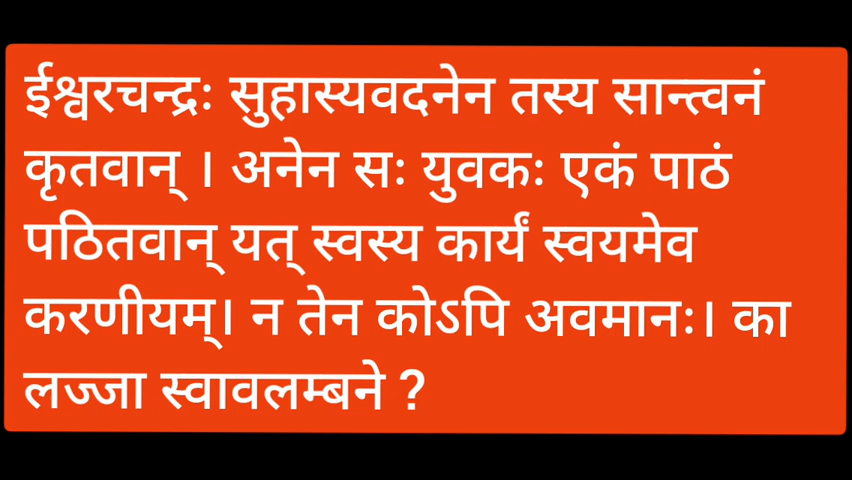 ईश्वरचन्द्रः सुहास्यवदनेन तस्य सान्त्वनं
कृतवान् । अनेन सः युवकः एकं पाठं
पठितवान् यत् स्वस्य कार्यं स्वयमेव
करणीयम्। न तेन कोऽपि अवमानः। का
लज्जा स्वावलम्बने ?